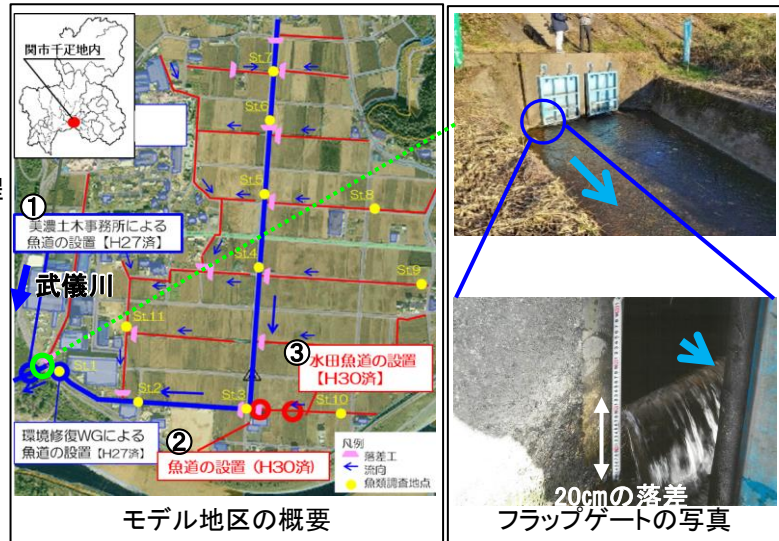 関市千疋地内
程
①
美濃土木事務所による
魚道の設置【H27済】
武儀川
St.7
St.6
St.5
St.8
St.4
St.9
St.11
③
水田魚道の設置
【H30済】
St.1
St.2
St.3
St.10
環境修復WGによる
魚道の設置【H27済】
②
魚道の設置(H30済)
凡例
落差工
流向
魚類調査地点
モデル地区の概要
20cmの落差
フラップゲートの写真